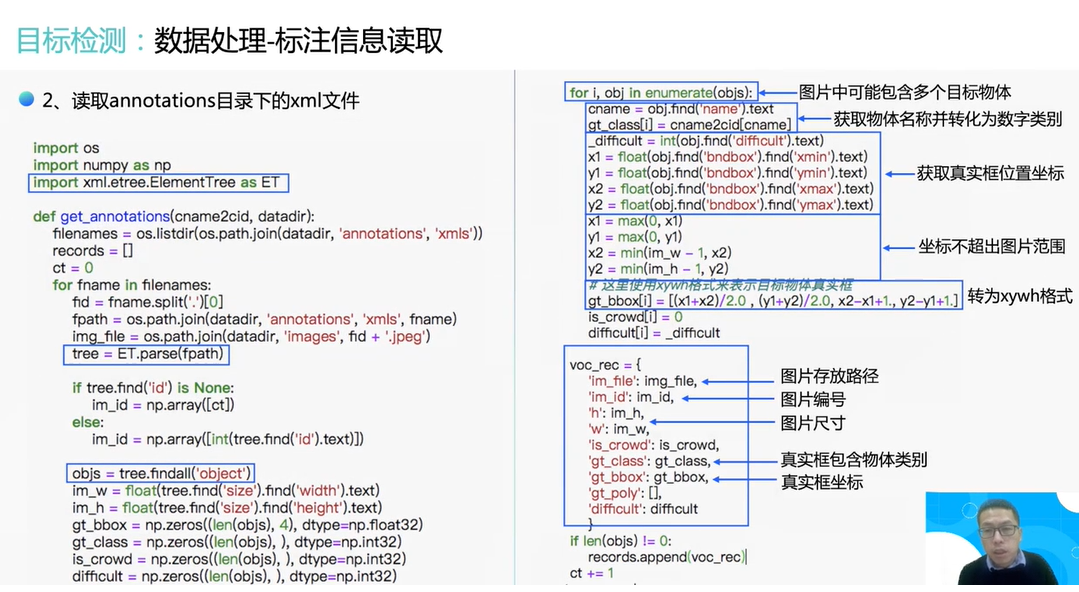 目标检测：数据处理-标注信息读取
2、读取annotations目录下的xml文件
import os
import numpy as np
import xml.etree.ElementTree as ET
def get_annotations(cname2cid, datadir):
filenames = os.listdir(os.path.join(datadir, 'annotations', 'xmls'))
records = []
ct = 0
for fname in filenames:
fid = fname.split('.')[0]
fpath = os.path.join(datadir, 'annotations', 'xmls', fname)
img_file = os.path.join(datadir, 'images', fid + '.jpeg')
tree = ET.parse(fpath)
if tree.find('id') is None:
im_id = np.array([ct])
else:
im_id = np.array([int(tree.find('id').text)])
objs = tree.findall('object')
im_w = float(tree.find('size').find('width').text)
im_h = float(tree.find('size').find('height').text)
gt_bbox = np.zeros((len(objs), 4), dtype=np.float32)
gt_class = np.zeros((len(objs), ), dtype=np.int32)
is_crowd = np.zeros((len(objs), ), dtype=np.int32)
difficult = np.zeros((len(objs), ), dtype=np.int32)
for i, obj in enumerate(objs):
图片中可能包含多个目标物体
cname = obj.find('name').text
gt_class[i] = cname2cid[cname]
获取物体名称并转化为数字类别
_difficult = int(obj.find('difficult').text)
x1 = float(obj.find('bndbox').find('xmin').text)
y1 = float(obj.find('bndbox').find('ymin').text)
获取真实框位置坐标
x2 = float(obj.find('bndbox').find('xmax').text)
y2 = float(obj.find('bndbox').find('ymax').text)
x1 = max(0, x1)
y1 = max(0, y1)
坐标不超出图片范围
x2 = min(im_w - 1, x2)
y2 = min(im_h - 1, y2)
# 这里使用xywh格式来表示目标物体真实框
gt_bbox[i] = [(x1+x2)/2.0 , (y1+y2)/2.0, x2-x1+1., y2-y1+1.]
转为xywh格式
is_crowd[i] = 0
difficult[i] = _difficult
voc_rec = {
'im_file': img_file,
图片存放路径
'im_id': im_id,
图片编号
'h': im_h,
图片尺寸
'w': im_w,
'is_crowd': is_crowd,
'gt_class': gt_class,
真实框包含物体类别
'gt_bbox': gt_bbox,
真实框坐标
'gt_poly': [],
'difficult': difficult
}
if len(objs) != 0:
records.append(voc_rec)
ct += 1